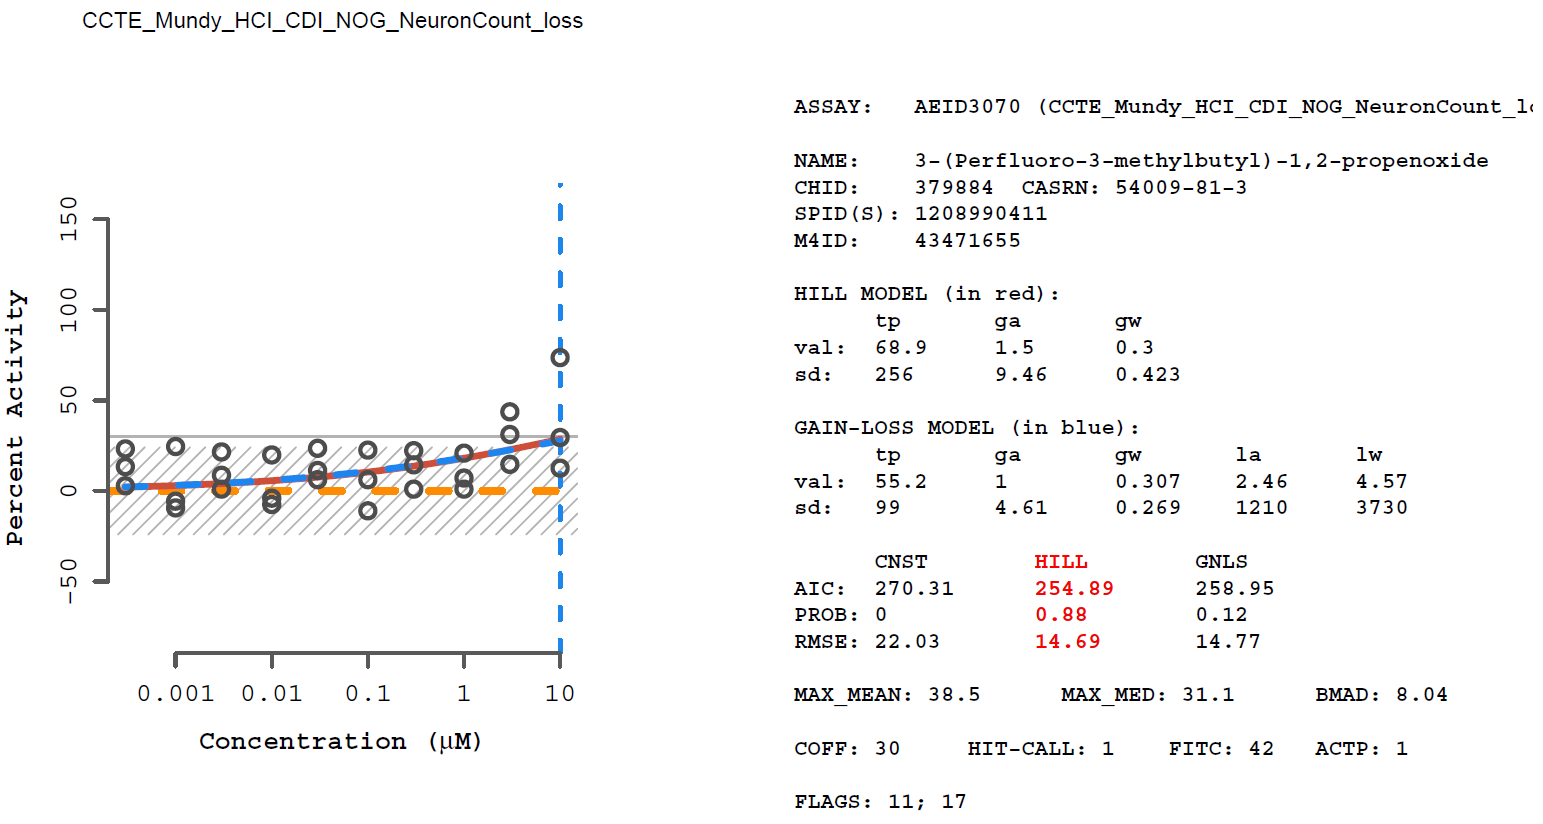 CCTE_Mundy_HCI_CDI_NOG_NeuronCount_loss
Percent Activity
150
100
50
0
−50
0.001 0.01 0.1 1 10
Concentration (µM)
ASSAY: AEID3070 (CCTE_Mundy_HCI_CDI_NOG_NeuronCount_lo
NAME: 3-(Perfluoro-3-methylbutyl)-1,2-propenoxide
CHID: 379884 CASRN: 54009-81-3
SPID(S): 1208990411
M4ID: 43471655
HILL MODEL (in red):
tp ga gw
val: 68.9 1.5 0.3
sd: 256 9.46 0.423
GAIN-LOSS MODEL (in blue):
tp ga gw la lw
val: 55.2 1 0.307 2.46 4.57
sd: 99 4.61 0.269 1210 3730
CNST HILL GNLS
AIC: 270.31 254.89 258.95
PROB: 0 0.88 0.12
RMSE: 22.03 14.69 14.77
MAX_MEAN: 38.5 MAX_MED: 31.1 BMAD: 8.04
COFF: 30 HIT-CALL: 1 FITC: 42 ACTP: 1
FLAGS: 11; 17